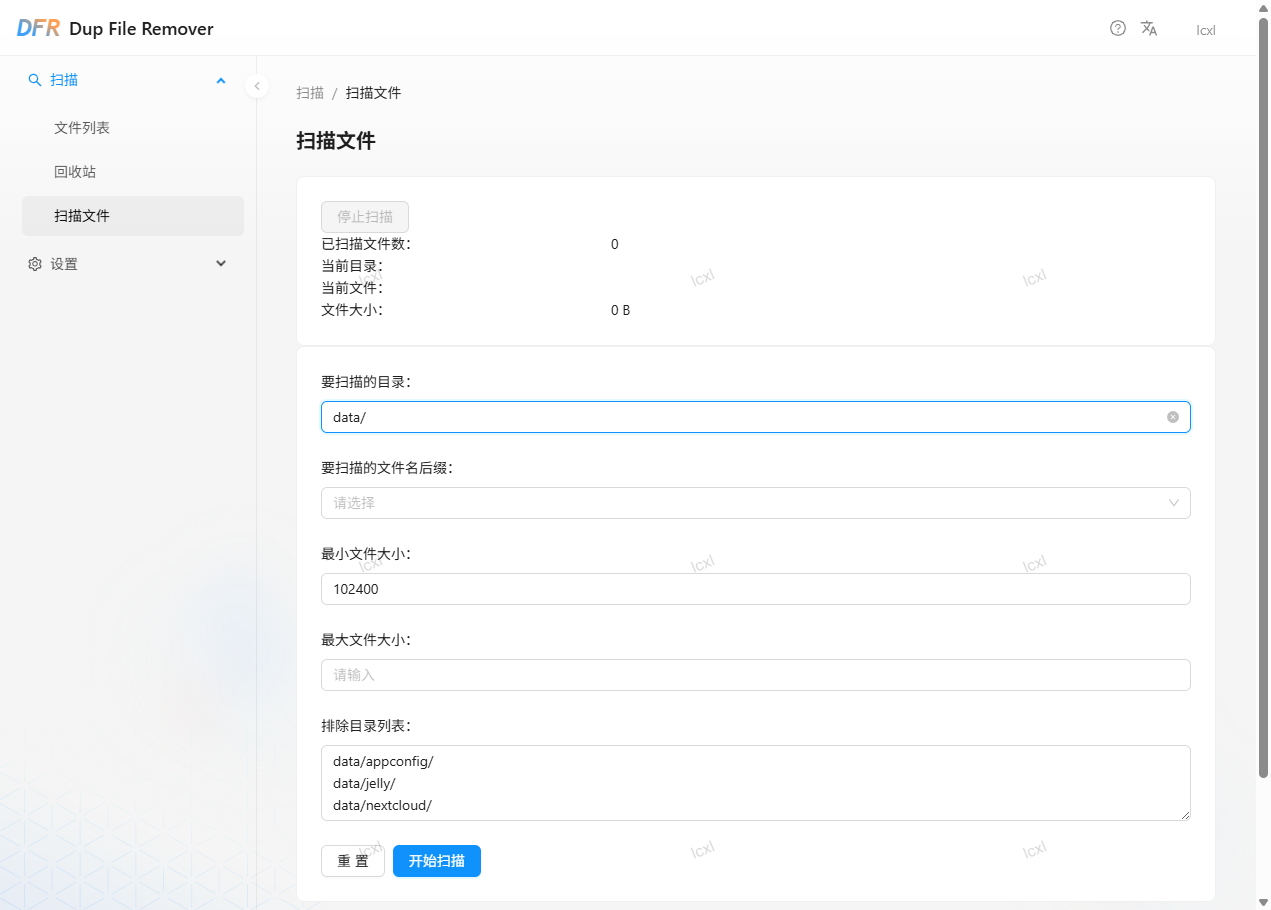 DFR Dup File Remover
lcxl
扫描
文件列表
回收站
扫描文件
设置
扫描 / 扫描文件
扫描文件
停止扫描
已扫描文件数: 0
当前目录:
当前文件:
文件大小: 0 B
lcxl lcxl lcxl
要扫描的目录:
data/
要扫描的文件名后缀:
请选择
最小文件大小:
lcxl lcxl lcxl
102400
最大文件大小:
请输入
排除目录列表:
data/appconfig/
data/jelly/
data/nextcloud/
重 置 开始扫描
lcxl lcxl lcxl